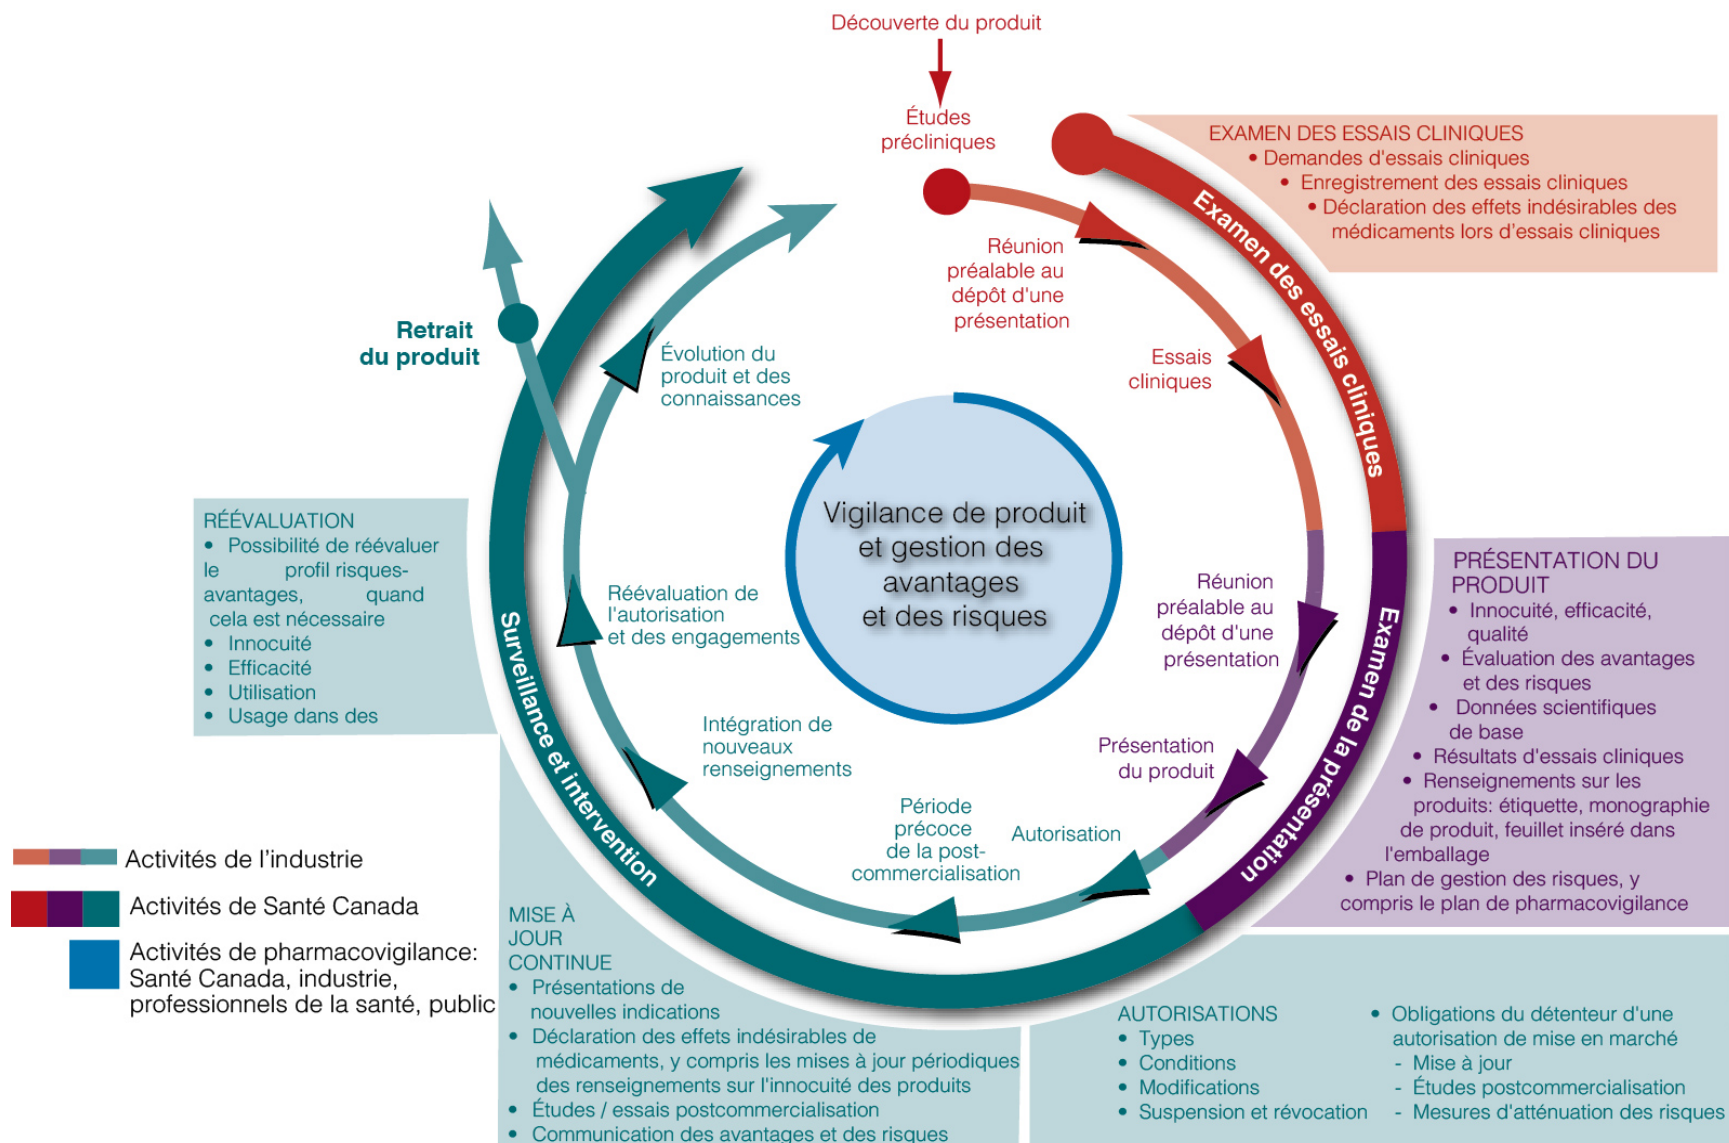 Découverte du produit
Études
précliniques
EXAMEN DES ESSAIS CLINIQUES
• Demandes d'essais cliniques
• Enregistrement des essais cliniques
• Déclaration des effets indésirables des
médicaments lors d'essais cliniques
Examen des essais cliniques
Réunion
préalable au
dépôt d'une
présentation
Essais
cliniques
Retrait
du produit
Évolution du
produit et des
connaissances
Vigilance de produit
et gestion des
avantages
et des risques
RÉÉVALUATION
• Possibilité de réévaluer
le profil risques-
avantages, quand
cela est nécessaire
• Innocuité
• Efficacité
• Utilisation
• Usage dans des
Réévaluation de
l'autorisation
et des engagements
Réunion
préalable au
dépôt d'une
présentation
PRÉSENTATION DU
PRODUIT
• Innocuité, efficacité,
qualité
• Évaluation des avantages
et des risques
• Données scientifiques
de base
• Résultats d'essais cliniques
• Renseignements sur les
produits: étiquette, monographie
de produit, feuillet inséré dans
l'emballage
• Plan de gestion des risques, y
compris le plan de pharmacovigilance
Examen de la présentation
Surveillance et intervention
Intégration de
nouveaux
renseignements
Présentation
du produit
Période
précoce
de la post-
commercialisation
Autorisation
Activités de l'industrie
Activités de Santé Canada
Activités de pharmacovigilance:
Santé Canada, industrie,
professionnels de la santé, public
MISE À
JOUR
CONTINUE
• Présentations de
nouvelles indications
• Déclaration des effets indésirables de
médicaments, y compris les mises à jour périodiques
des renseignements sur l'innocuité des produits
• Études / essais postcommercialisation
• Communication des avantages et des risques
AUTORISATIONS
• Types
• Conditions
• Modifications
• Suspension et révocation
• Obligations du détenteur d'une
autorisation de mise en marché
- Mise à jour
- Études postcommercialisation
- Mesures d'atténuation des risques